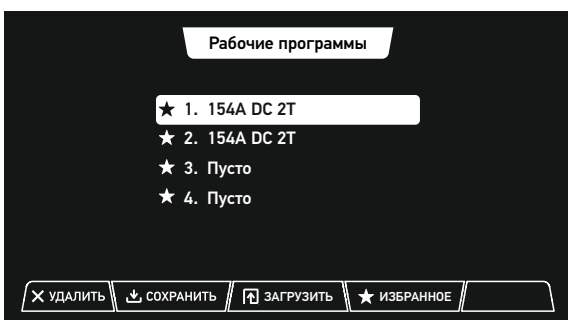 Рабочие программы
★ 1. 154A DC 2T
★ 2. 154A DC 2T
★ 3. Пусто
★ 4. Пусто
УДАЛИТЬ СОХРАНИТЬ ЗАГРУЗИТЬ ★ ИЗБРАННОЕ